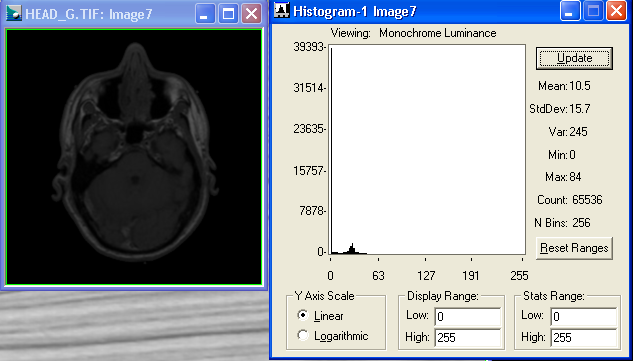 HEAD_G.TIF: Image7
Histogram-1 Image7
Viewing: Monochrome Luminance
39393-
31514-
23635-
15757-
7878-
0-
0 63 127 191 255
Update
Mean: 10.5
StdDev: 15.7
Var: 245
Min: 0
Max: 84
Count: 65536
N Bins: 256
Reset Ranges
Y Axis Scale
Linear
Logarithmic
Display Range:
Low: 0
High: 255
Stats Range:
Low: 0
High: 255